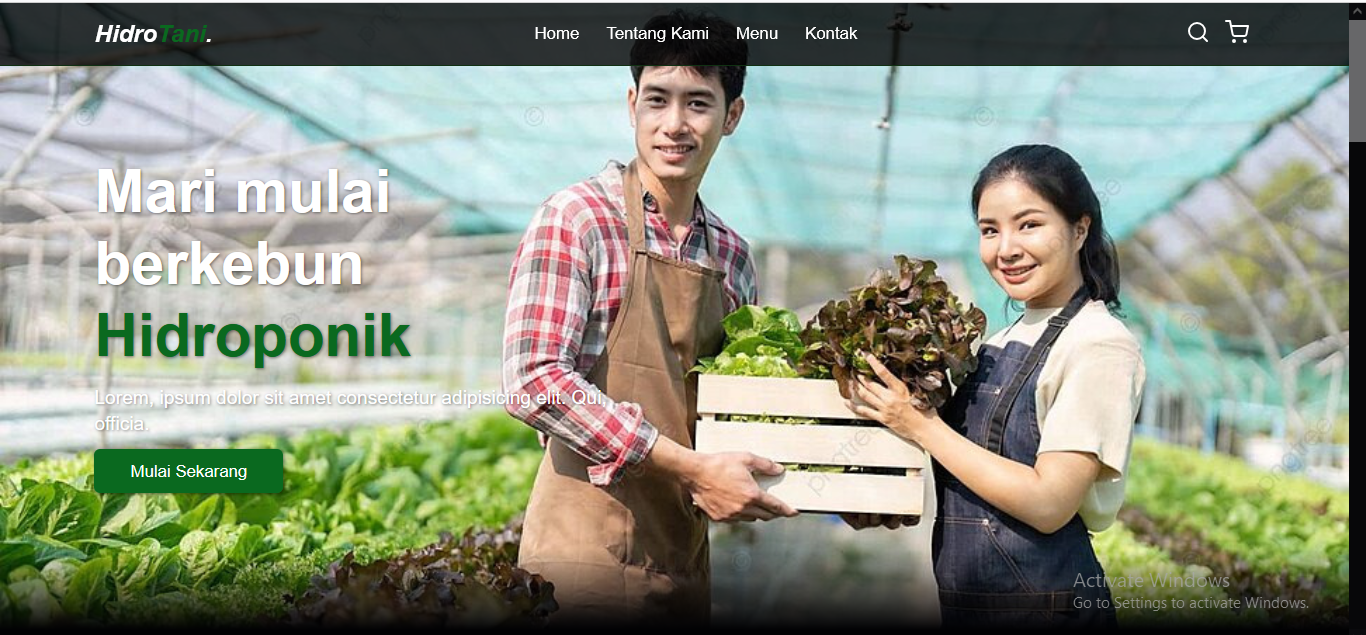 HidroTani.
Home Tentang Kami Menu Kontak
Mari mulai
berkebun
Hidroponik
Lorem, ipsum dolor sit amet consectetur adipisicing elit. Qui,
officia.
Mulai Sekarang
Activate Windows
Go to Settings to activate Windows.
pngtree